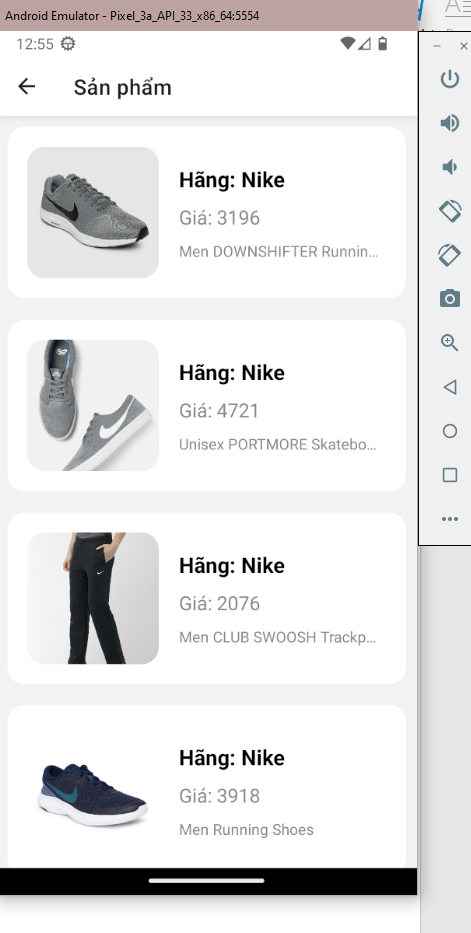 Android Emulator - Pixel_3a_API_33_x86_64:5554
12:55
Sản phẩm
Hãng: Nike
Giá: 3196
Men DOWNSHIFTER Runnin...
Hãng: Nike
Giá: 4721
Unisex PORTMORE Skatebo...
Hãng: Nike
Giá: 2076
Men CLUB SWOOSH Trackp...
Hãng: Nike
Giá: 3918
Men Running Shoes